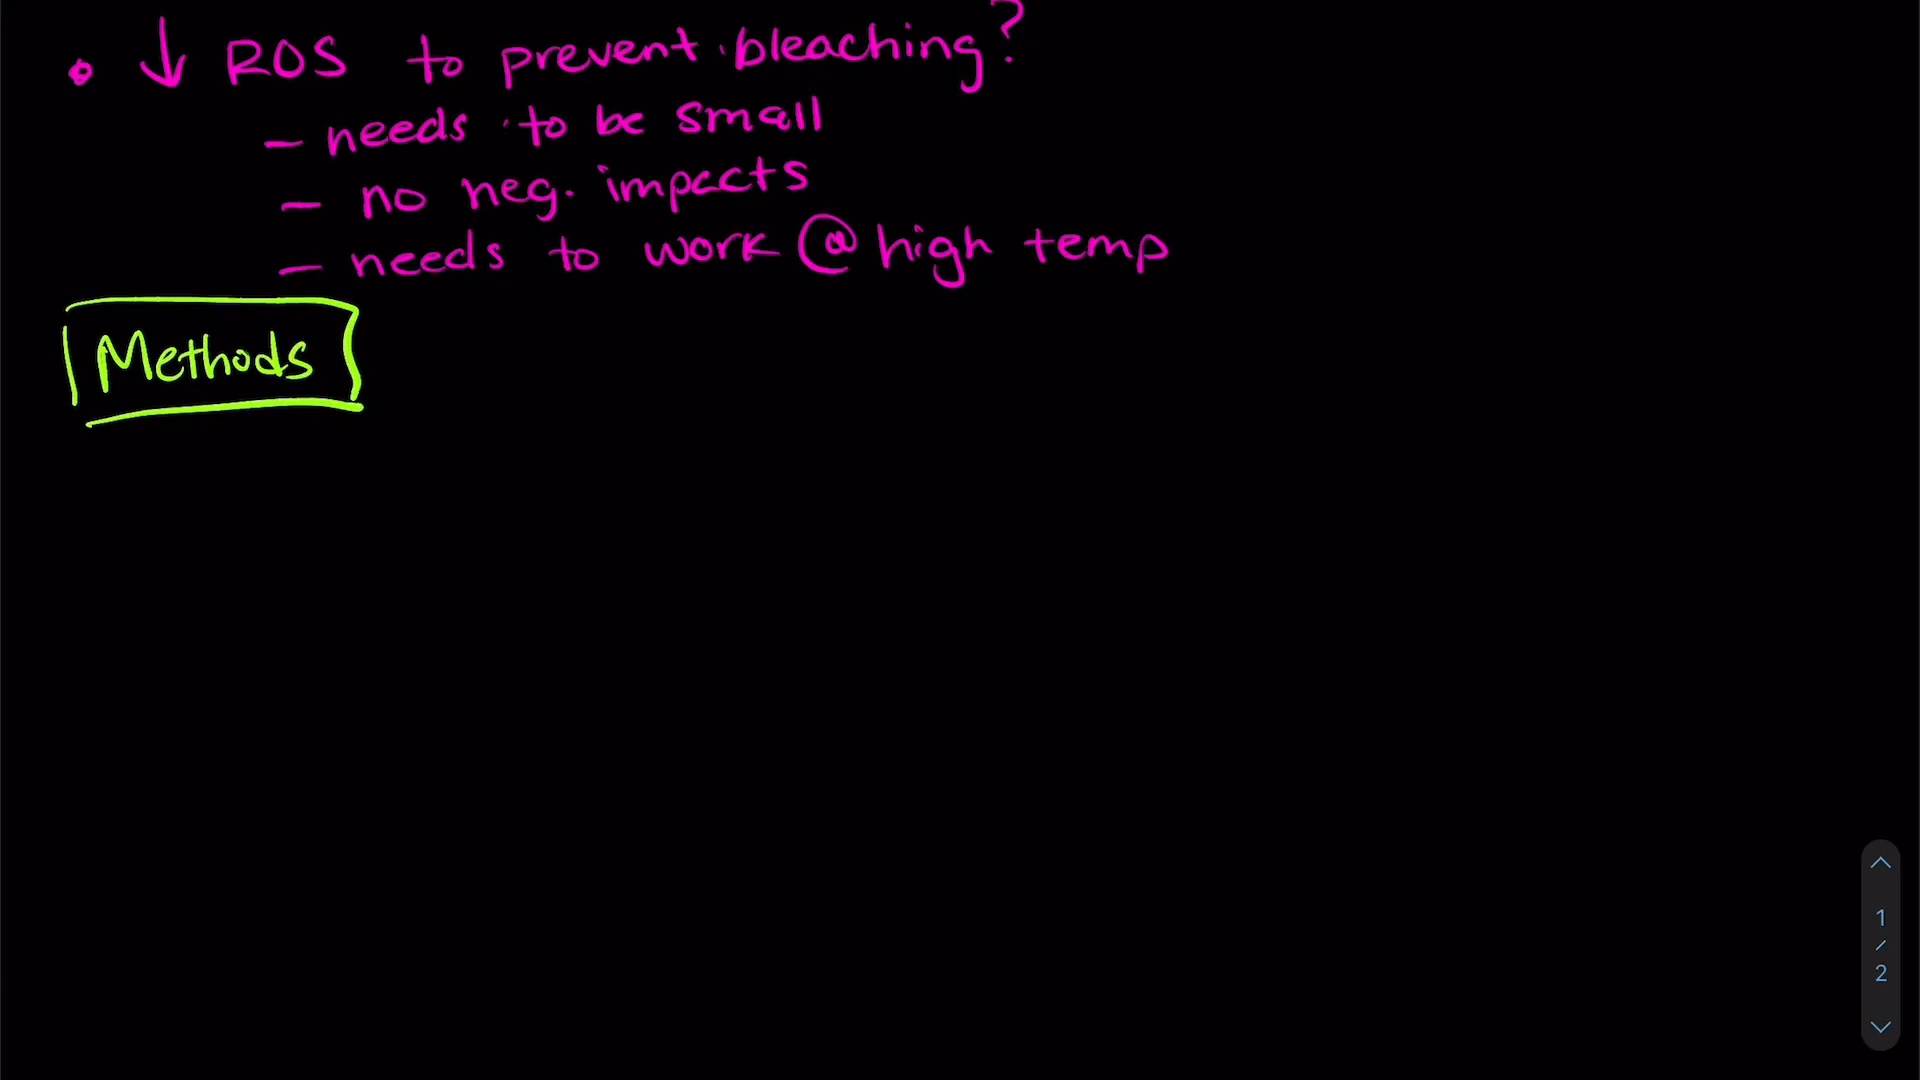 • ↓ ROS to prevent bleaching?
– needs to be small
– no neg. impacts
– needs to work @ high temp
Methods
1
/
2